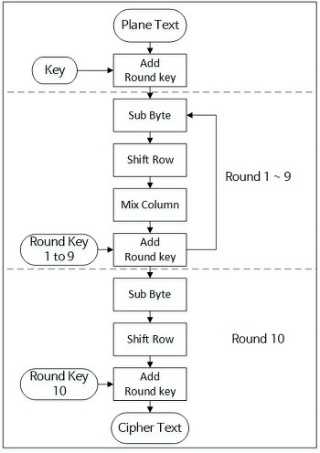 Plane Text
Key
Add
Round key
Sub Byte
Shift Row
Round 1 ~ 9
Mix Column
Round Key
1 to 9
Add
Round key
Sub Byte
Shift Row
Round 10
Round Key
10
Add
Round key
Cipher Text